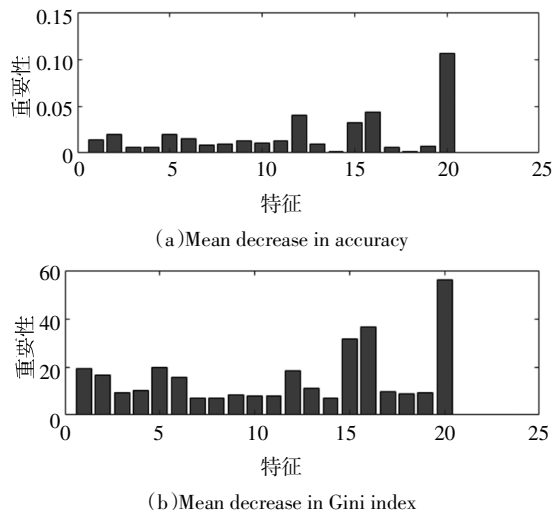 0.15
0.10
0.05
0
重要性
0 5 10 15 20 25
特征
(a)Mean decrease in accuracy
60
40
20
0
重要性
0 5 10 15 20 25
特征
(b)Mean decrease in Gini index